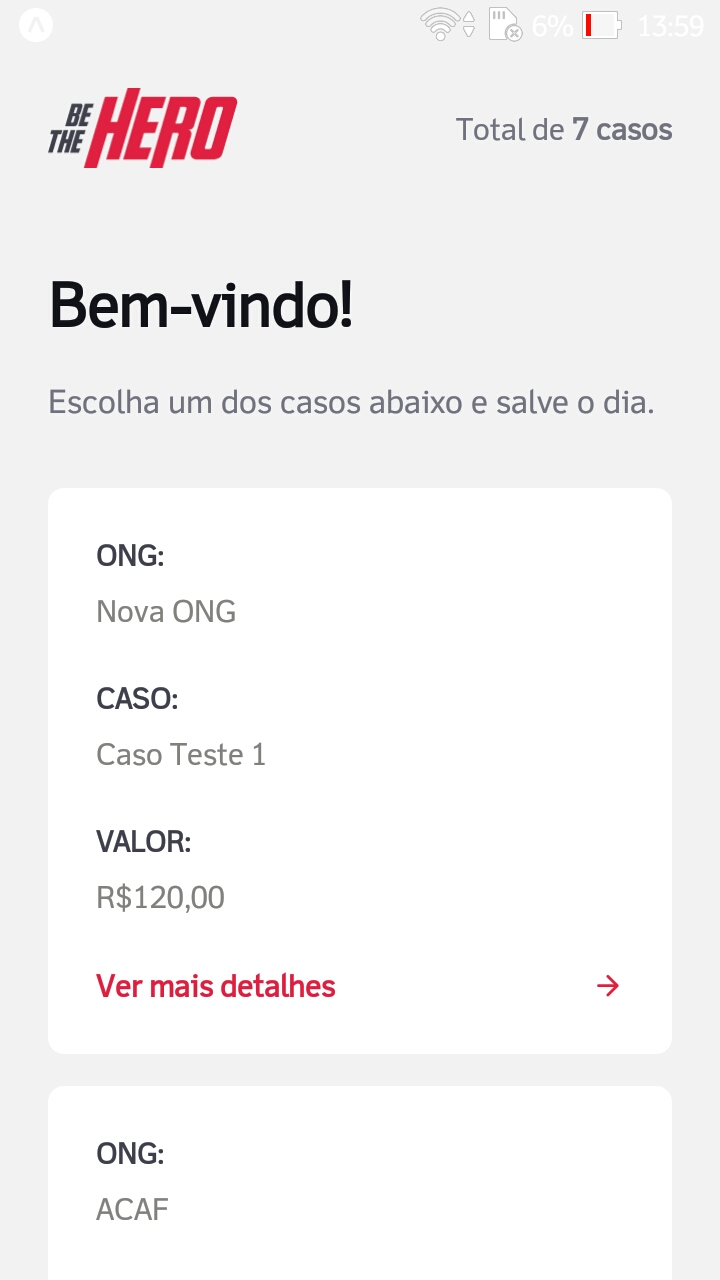 6% 13:59
BE THE HERO
Total de 7 casos
Bem-vindo!
Escolha um dos casos abaixo e salve o dia.
ONG:
Nova ONG
CASO:
Caso Teste 1
VALOR:
R$120,00
Ver mais detalhes
ONG:
ACAF